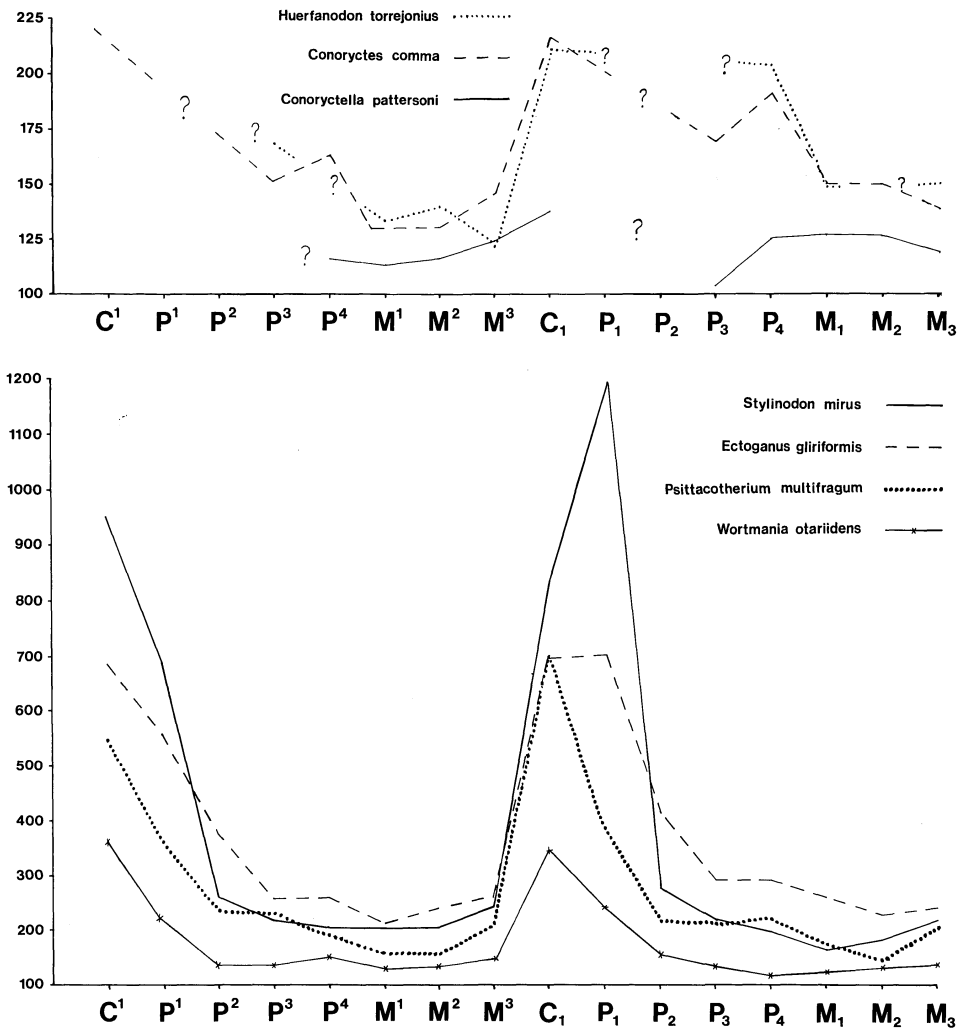 225
200
175
150
125
100
Huerfanodon torrejonius
Conoryctes comma
Conoryctella pattersoni
? ? ? ? ? ? ? ? ? ?
C¹ P¹ P² P³ P⁴ M¹ M² M³ C₁ P₁ P₂ P₃ P₄ M₁ M₂ M₃
1200
1100
1000
900
800
700
600
500
400
300
200
100
Stylinodon mirus
Ectoganus gliriformis
Psittacotherium multifragum
Wortmania otariidens
C¹ P¹ P² P³ P⁴ M¹ M² M³ C₁ P₁ P₂ P₃ P₄ M₁ M₂ M₃